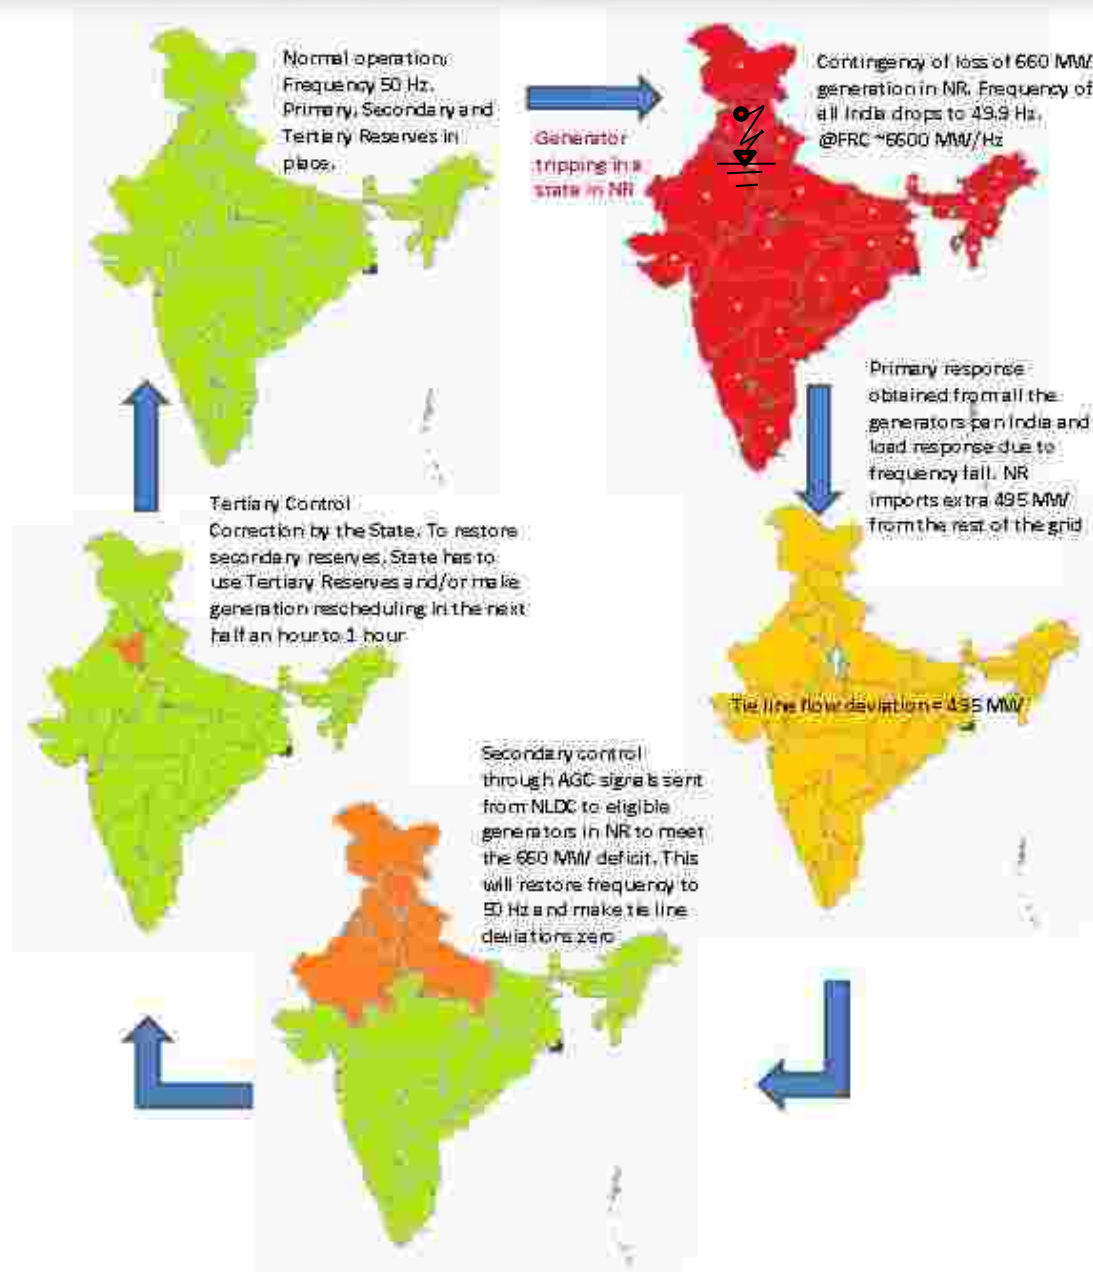 Normal operation.
Frequency 50 Hz.
Primary, Secondary and
Tertiary Reserves in
place.
Generator
tripping in a
state in NR
Contingency of loss of 660 MW
generation in NR. Frequency of
all India drops to 49.9 Hz.
@FRC ~6600 MW/Hz
Primary response
obtained from all the
generators pan India and
load response due to
frequency fall. NR
imports extra 495 MW
from the rest of the grid
Tie line flow deviation = 495 MW
Secondary control
through AGC signals sent
from NLDC to eligible
generators in NR to meet
the 660 MW deficit. This
will restore frequency to
50 Hz and make tie line
deviations zero
Tertiary Control
Correction by the State. To restore
secondary reserves, State has to
use Tertiary Reserves and/or make
generation rescheduling in the next
half an hour to 1 hour